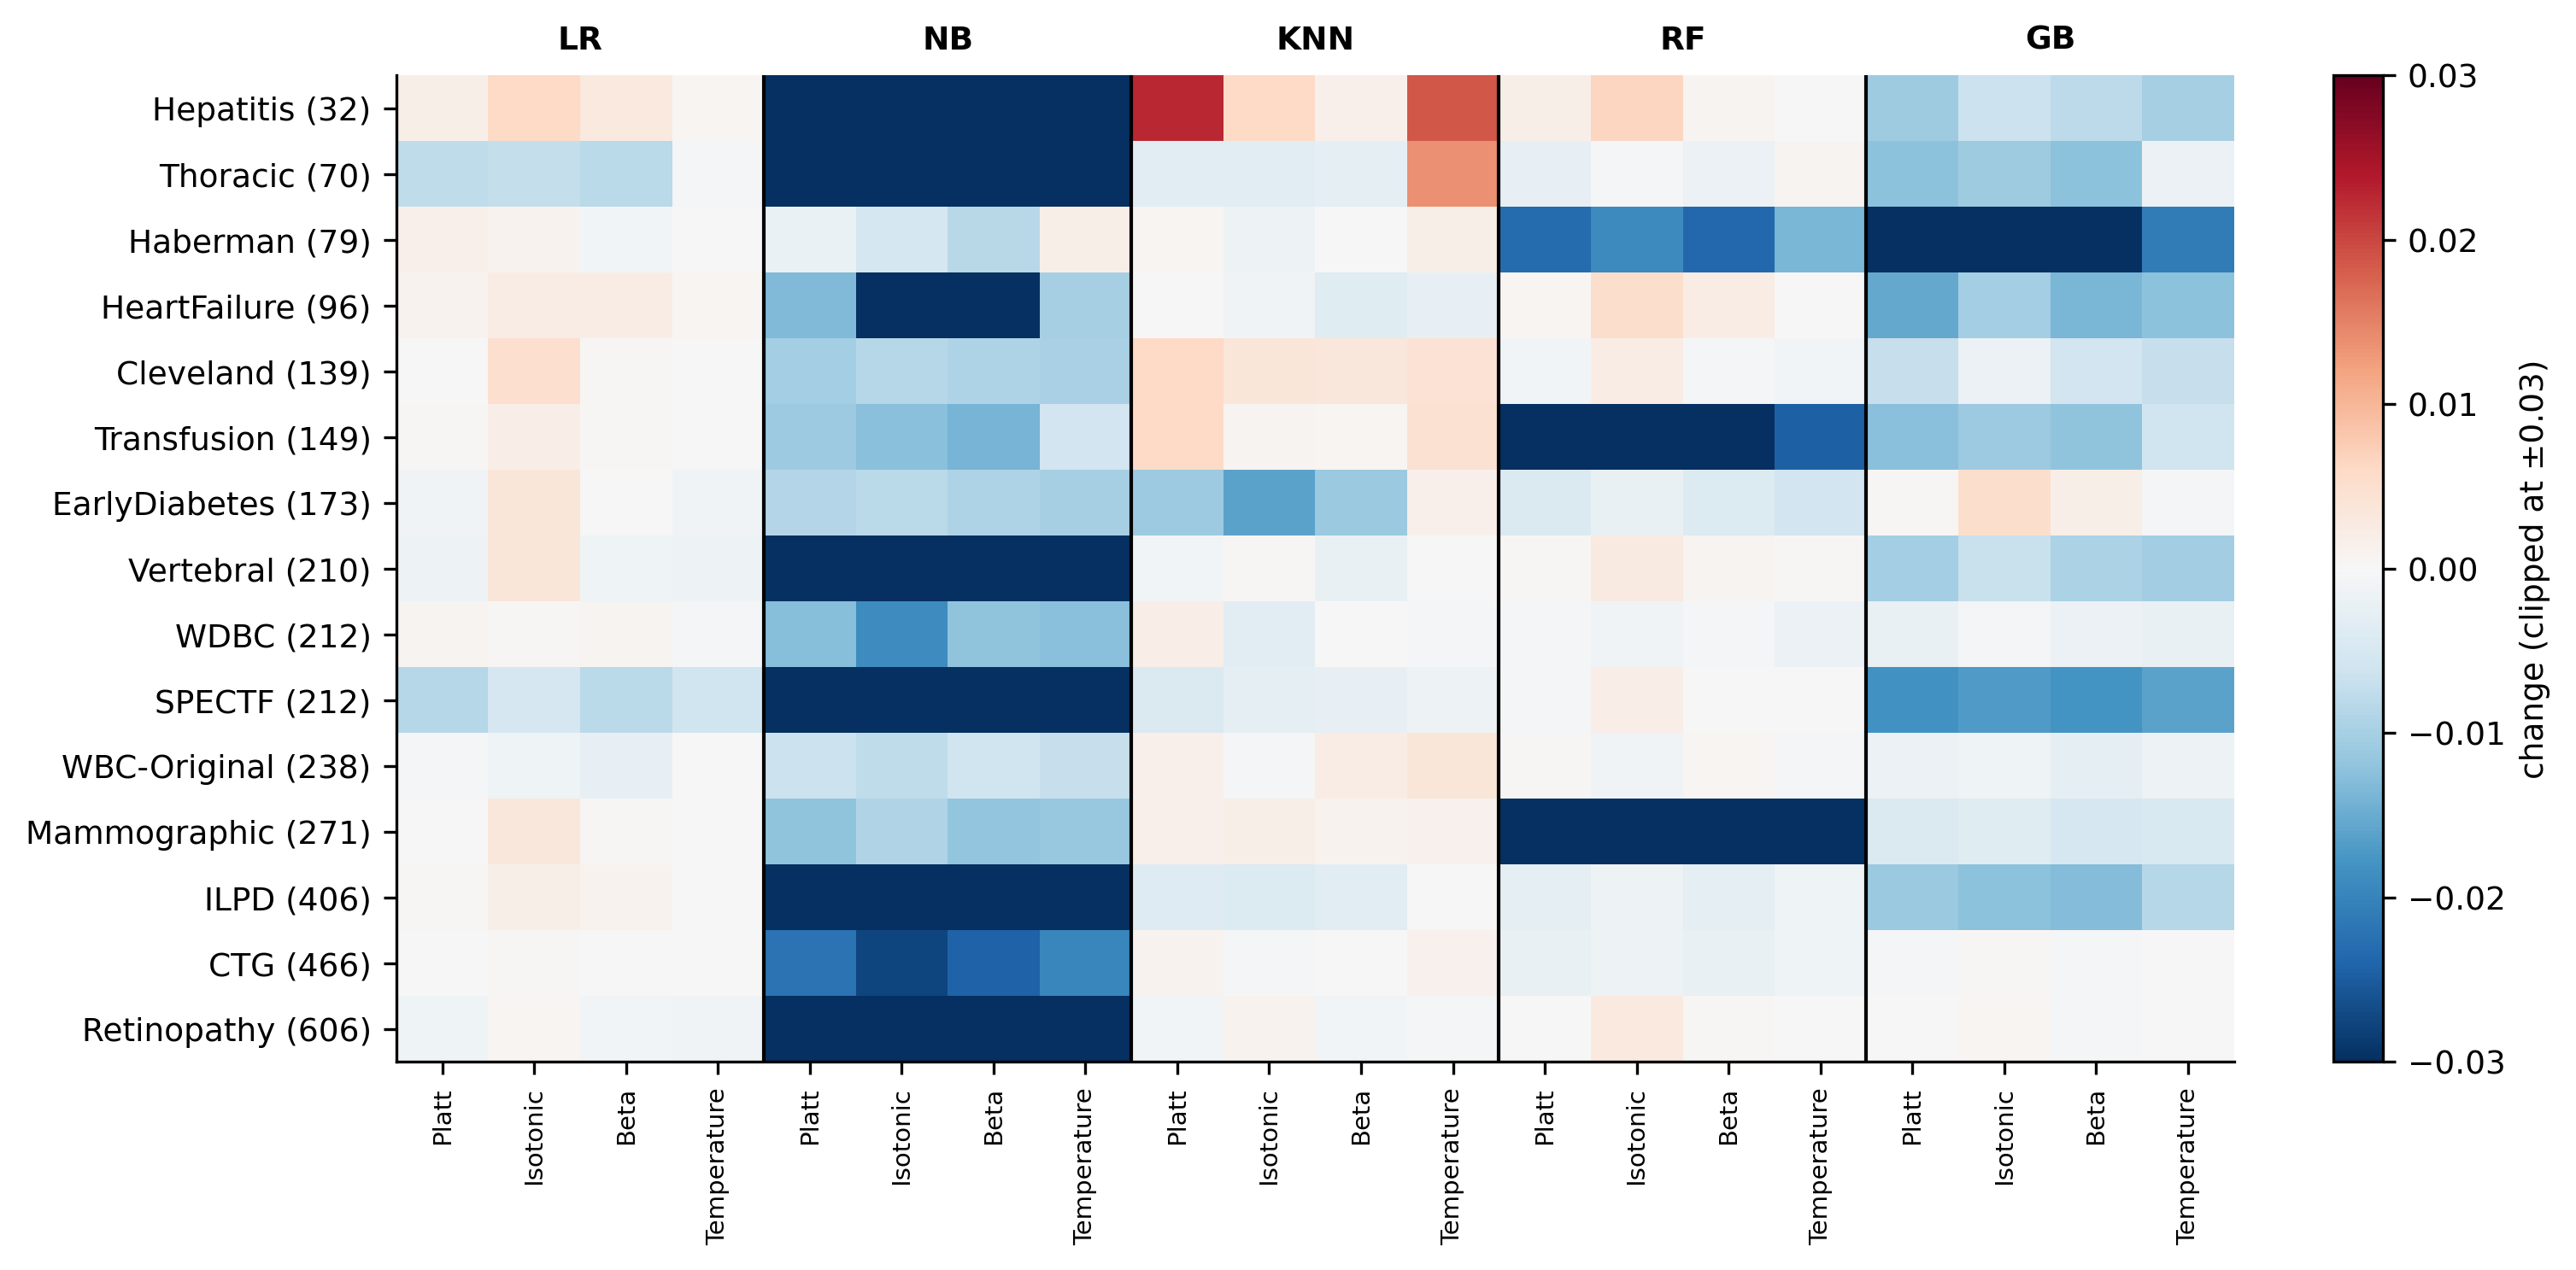 LR NB KNN RF GB
Hepatitis (32)
Thoracic (70)
Haberman (79)
HeartFailure (96)
Cleveland (139)
Transfusion (149)
EarlyDiabetes (173)
Vertebral (210)
WDBC (212)
SPECTF (212)
WBC-Original (238)
Mammographic (271)
ILPD (406)
CTG (466)
Retinopathy (606)
Platt Isotonic Beta Temperature Platt Isotonic Beta Temperature Platt Isotonic Beta Temperature Platt Isotonic Beta Temperature Platt Isotonic Beta Temperature
0.03
0.02
0.01
0.00
−0.01
−0.02
−0.03
change (clipped at ±0.03)